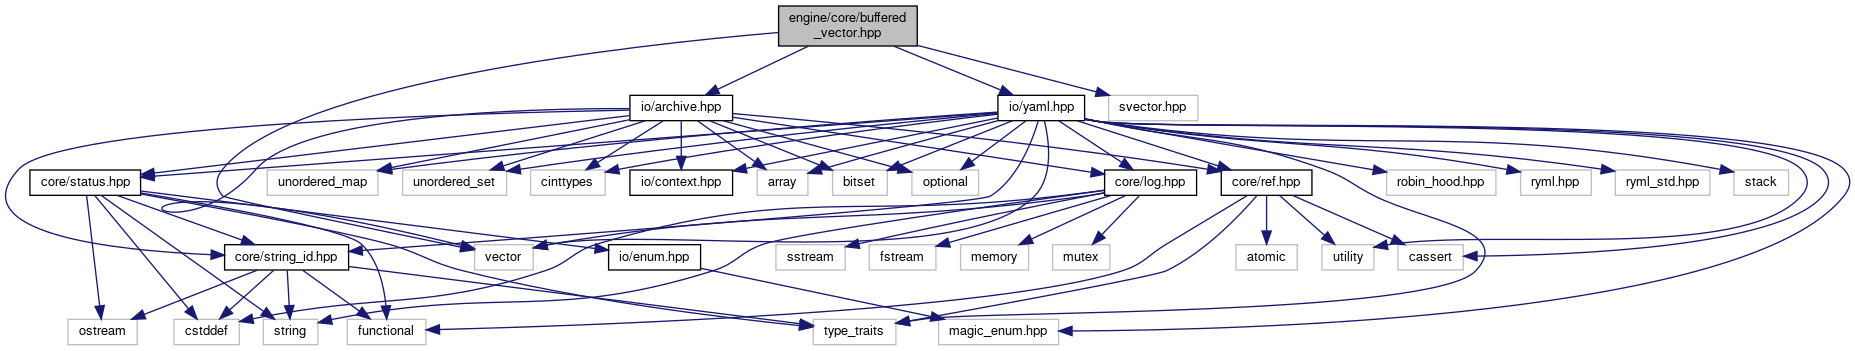 engine/core/buffered
_vector.hpp
io/archive.hpp
io/yaml.hpp
svector.hpp
core/status.hpp
unordered_map
unordered_set
cinttypes
io/context.hpp
array
bitset
optional
core/log.hpp
core/ref.hpp
robin_hood.hpp
ryml.hpp
ryml_std.hpp
stack
core/string_id.hpp
vector
io/enum.hpp
sstream
fstream
memory
mutex
atomic
utility
cassert
ostream
cstddef
string
functional
type_traits
magic_enum.hpp